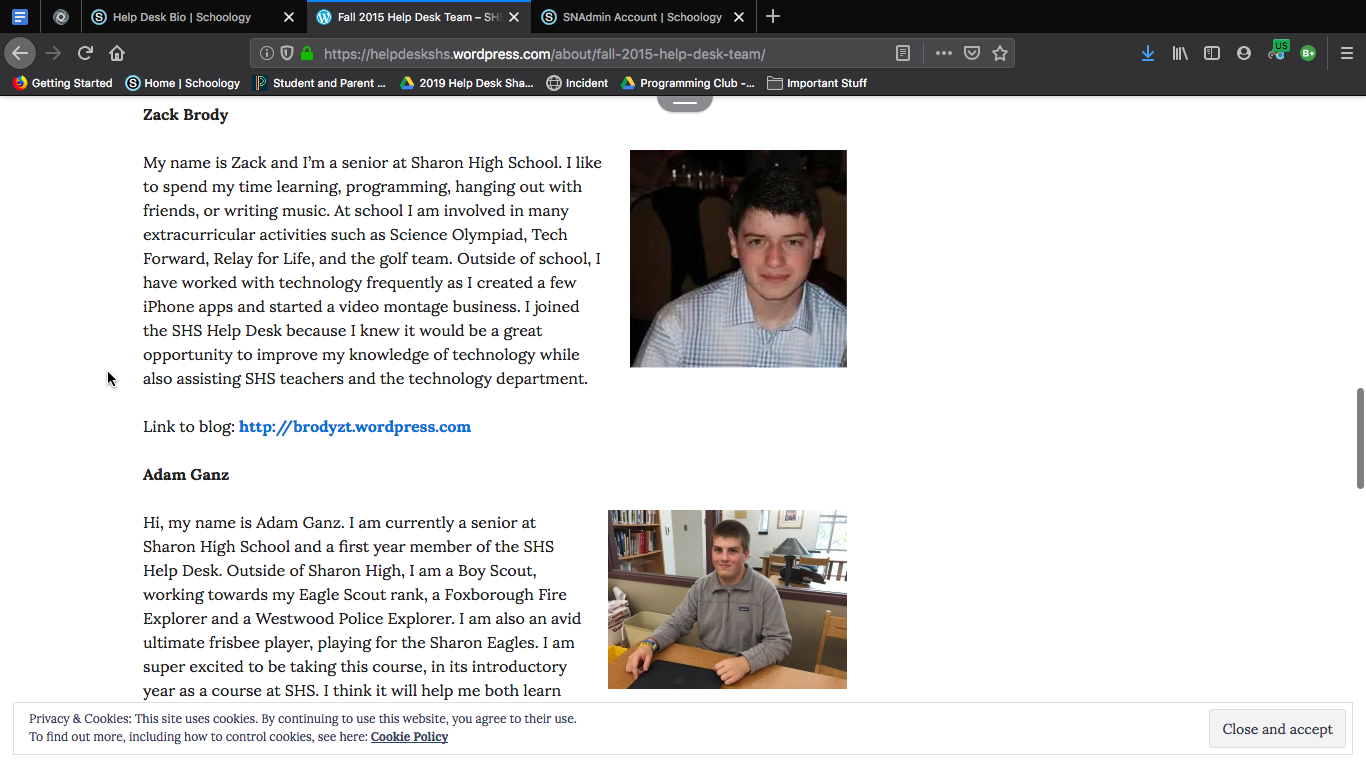 Help Desk Bio | Schoology
Fall 2015 Help Desk Team – SHS
SNAdmin Account | Schoology
https://helpdeskshs.wordpress.com/about/fall-2015-help-desk-team/
US
B+
Getting Started
Home | Schoology
Student and Parent ...
2019 Help Desk Sha...
Incident
Programming Club -...
Important Stuff
Zack Brody
My name is Zack and I’m a senior at Sharon High School. I like
to spend my time learning, programming, hanging out with
friends, or writing music. At school I am involved in many
extracurricular activities such as Science Olympiad, Tech
Forward, Relay for Life, and the golf team. Outside of school, I
have worked with technology frequently as I created a few
iPhone apps and started a video montage business. I joined
the SHS Help Desk because I knew it would be a great
opportunity to improve my knowledge of technology while
also assisting SHS teachers and the technology department.
Link to blog: http://brodyzt.wordpress.com
Adam Ganz
Hi, my name is Adam Ganz. I am currently a senior at
Sharon High School and a first year member of the SHS
Help Desk. Outside of Sharon High, I am a Boy Scout,
working towards my Eagle Scout rank, a Foxborough Fire
Explorer and a Westwood Police Explorer. I am also an avid
ultimate frisbee player, playing for the Sharon Eagles. I am
super excited to be taking this course, in its introductory
year as a course at SHS. I think it will help me both learn
Privacy & Cookies: This site uses cookies. By continuing to use this website, you agree to their use.
To find out more, including how to control cookies, see here: Cookie Policy
Close and accept